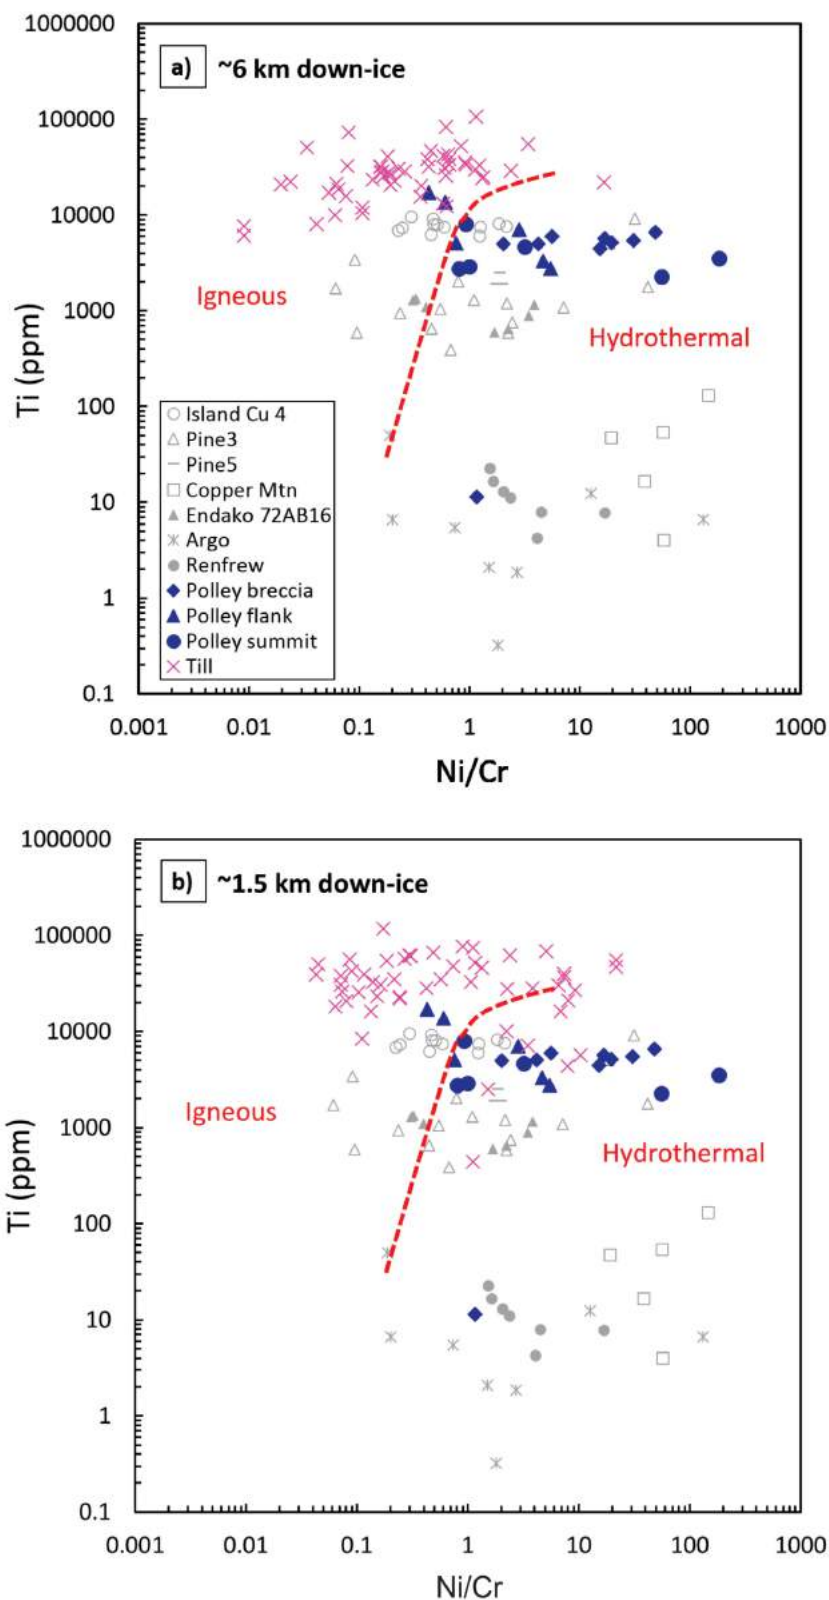 1000000
a) ~6 km down-ice
100000
10000
Igneous
1000
Hydrothermal
Ti (ppm)
100
Island Cu 4
Pine3
Pine5
Copper Mtn
10
Endako 72AB16
Argo
Renfrew
Polley breccia
1
Polley flank
Polley summit
Till
0.1
0.001 0.01 0.1 1 10 100 1000
Ni/Cr
1000000
b) ~1.5 km down-ice
100000
10000
Igneous
1000
Hydrothermal
Ti (ppm)
100
10
1
0.1
0.001 0.01 0.1 1 10 100 1000
Ni/Cr